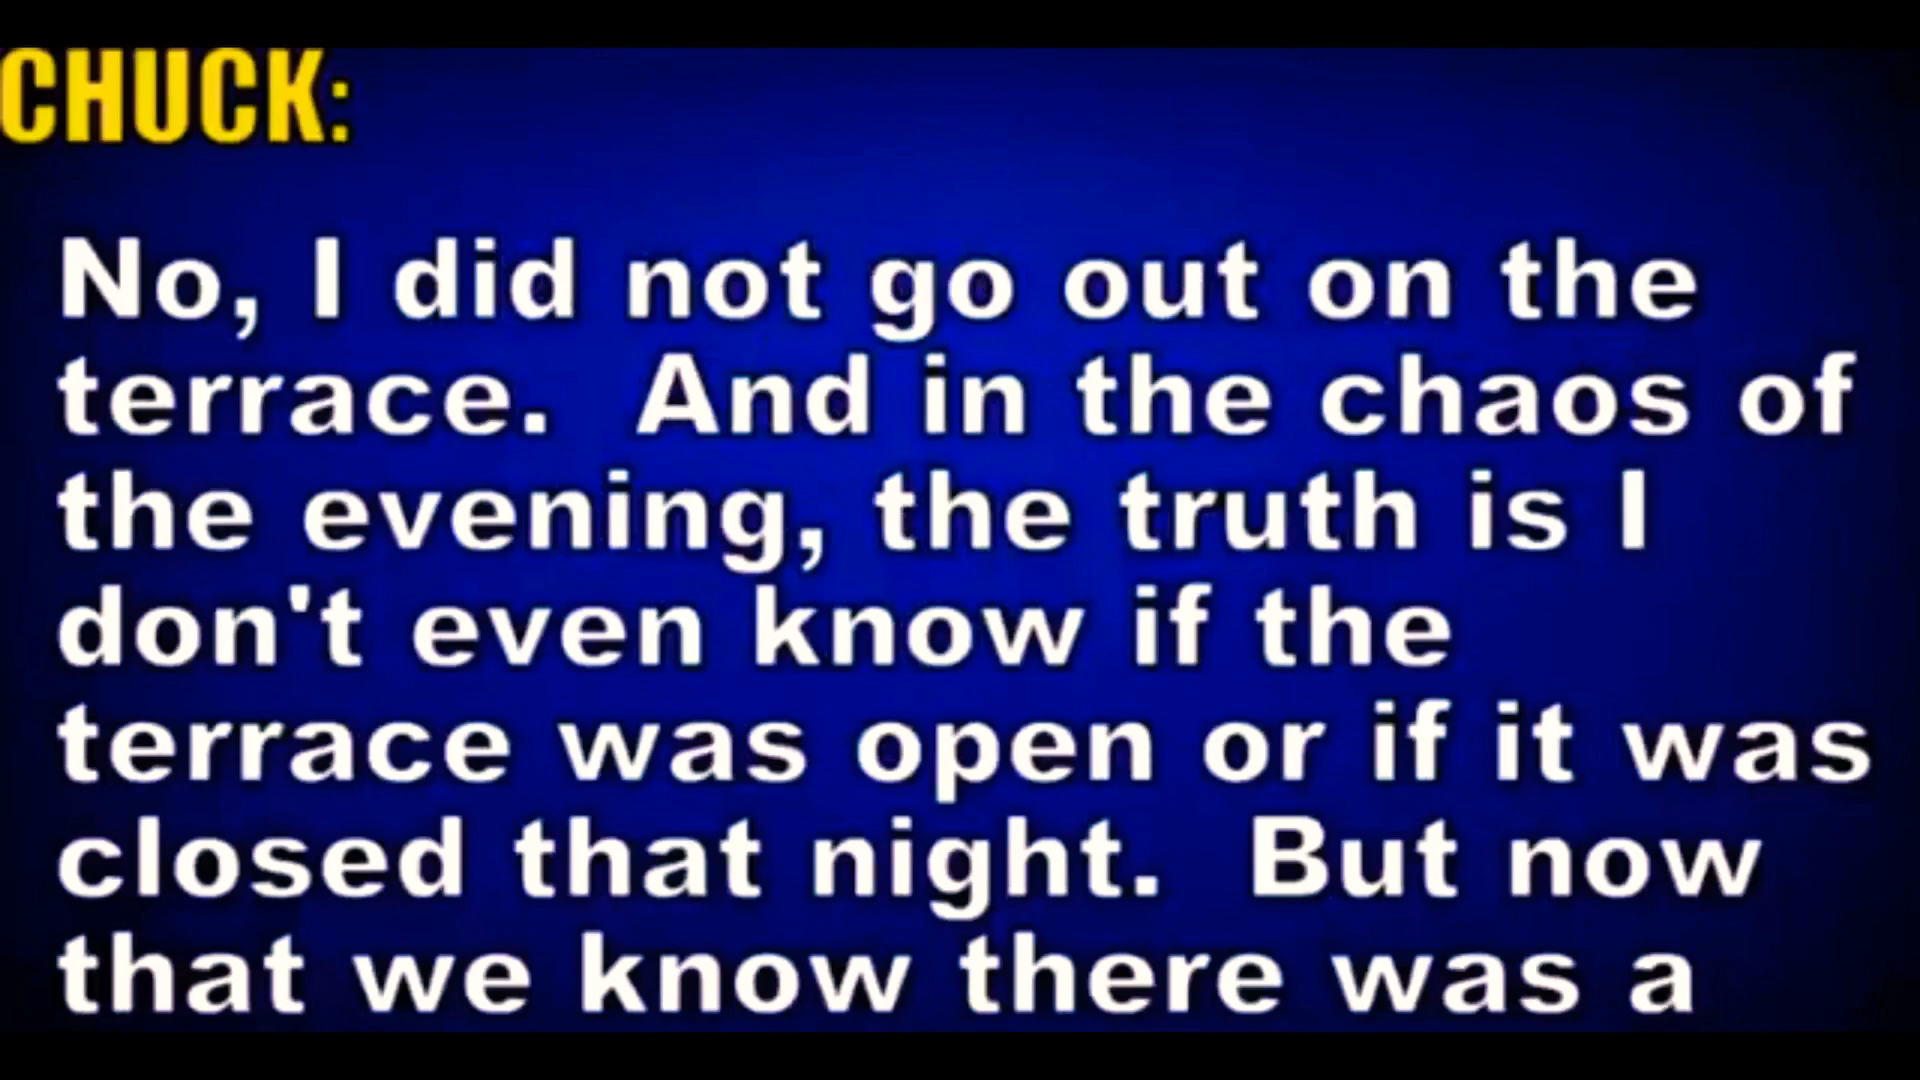 CHUCK:
No, I did not go out on the
terrace.  And in the chaos of
the evening, the truth is I
don't even know if the
terrace was open or if it was
closed that night.  But now
that we know there was a